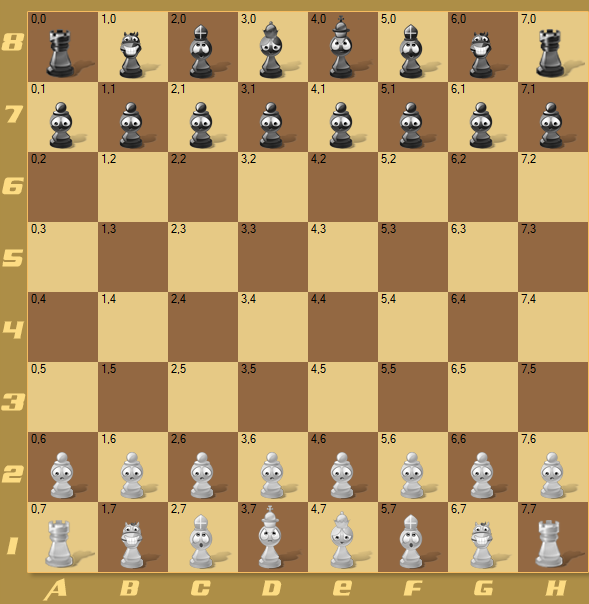 8 0,0 1,0 2,0 3,0 4,0 5,0 6,0 7,0
7 0,1 1,1 2,1 3,1 4,1 5,1 6,1 7,1
6 0,2 1,2 2,2 3,2 4,2 5,2 6,2 7,2
5 0,3 1,3 2,3 3,3 4,3 5,3 6,3 7,3
4 0,4 1,4 2,4 3,4 4,4 5,4 6,4 7,4
3 0,5 1,5 2,5 3,5 4,5 5,5 6,5 7,5
2 0,6 1,6 2,6 3,6 4,6 5,6 6,6 7,6
1 0,7 1,7 2,7 3,7 4,7 5,7 6,7 7,7
A B C D e F G H